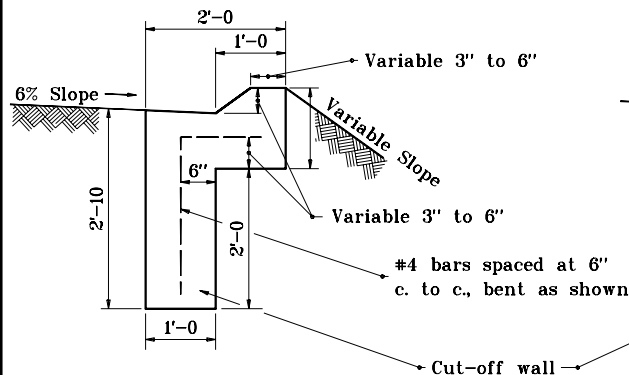 2'-0
1'-0
Variable 3" to 6"
6% Slope
Variable Slope
6"
2'-10
2'-0
Variable 3" to 6"
#4 bars spaced at 6"
c. to c., bent as shown
1'-0
Cut-off wall